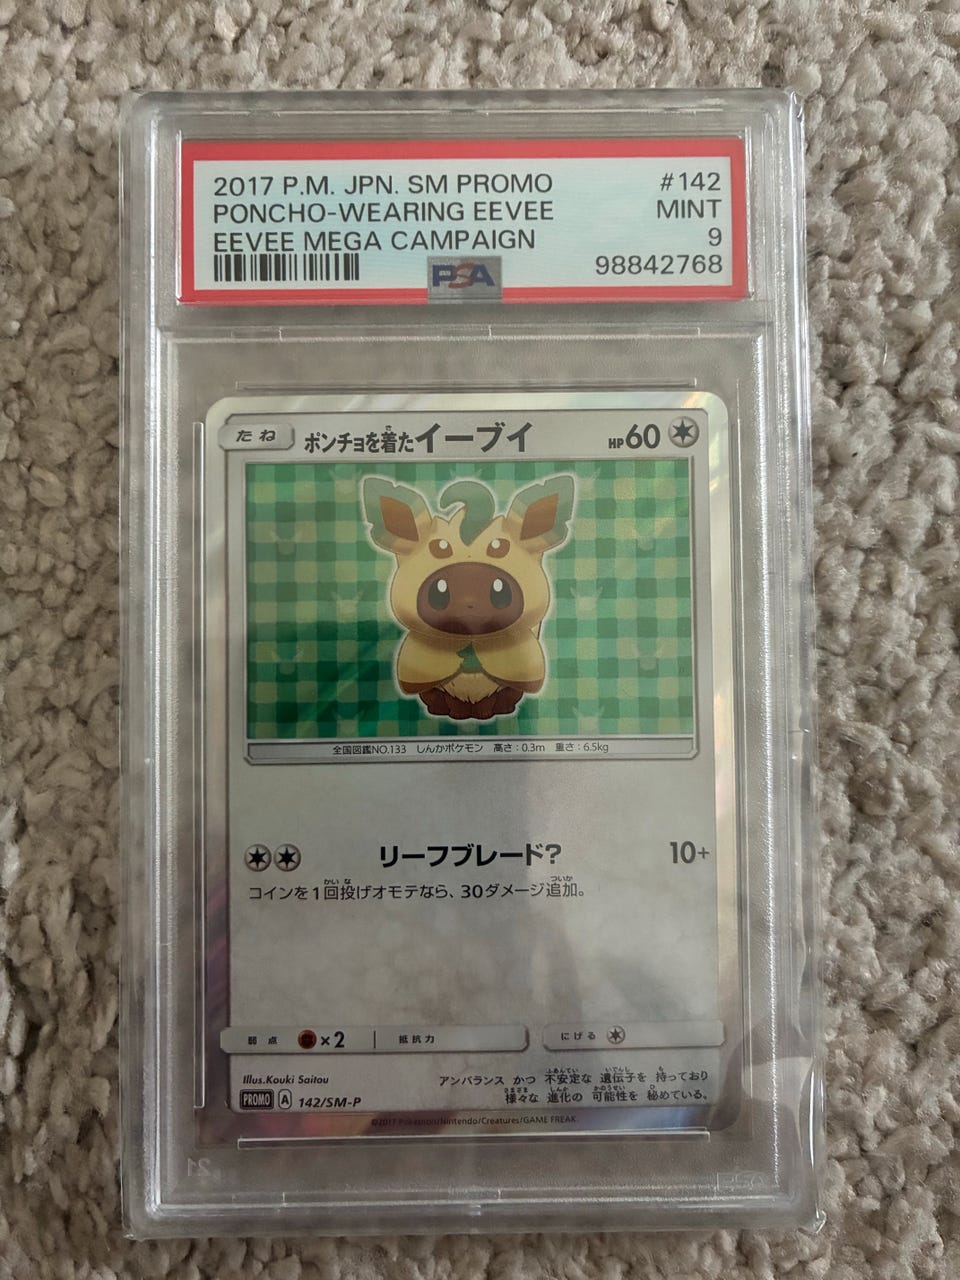 2017 P.M. JPN. SM PROMO #142
PONCHO-WEARING EEVEE MINT
EEVEE MEGA CAMPAIGN 9
PSA 98842768
たね ポンチョを着たイーブイ HP60
全国図鑑NO.133 しんかポケモン 高さ:0.3m 重さ:6.5kg
リーフブレード? 10+
コインを1回投げオモテなら、30ダメージ追加。
弱点 ×2 抵抗力 にげる
Illus.Kouki Saitou
アンバランス かつ 不安定な 遺伝子を 持っており
様々な 進化の 可能性を 秘めている。
PROMO A 142/SM-P
©2017 Pokémon/Nintendo/Creatures/GAME FREAK.